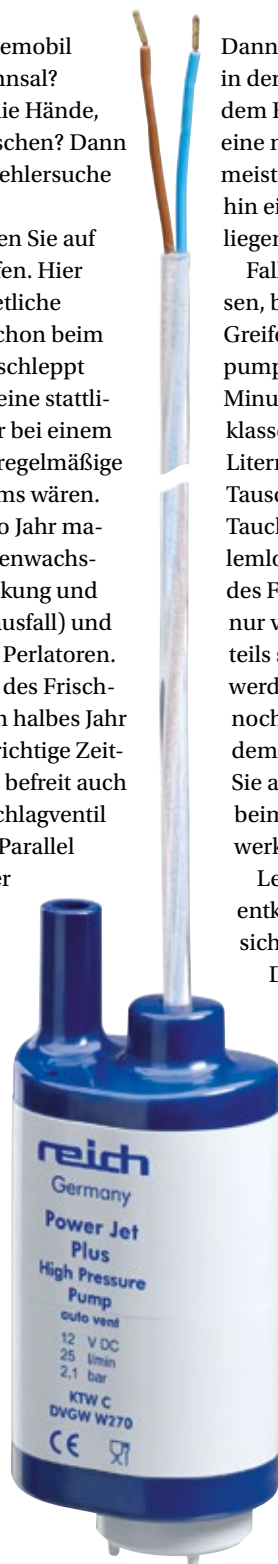 emobil
nnsal?
lie Hände,
schen? Dann
ehlersuche
en Sie auf
fen. Hier
etliche
chon beim
schleppt
eine stattli-
r bei einem
regelmäßige
ms wären.
o Jahr ma-
enwachs-
kung und
usfall) und
Perlatoren.
des Frisch-
n halbes Jahr
richtige Zeit-
befreit auch
chlagventil
Parallel
er
Dann
in der
dem
eine
meist
hin ei
liegen
Fall
sen, b
Greife
pump
Minu
klasse
Litern
Tausc
Tauch
lemlo
des F
nur v
teils s
werd
noch
dem
Sie a
beim
werk
Le
entk
sich
D
reich
Germany
Power Jet
Plus
High Pressure
Pump
auto vent
12 V DC
25 l/min
2,1 bar
KTW C
DVGW W270
CE